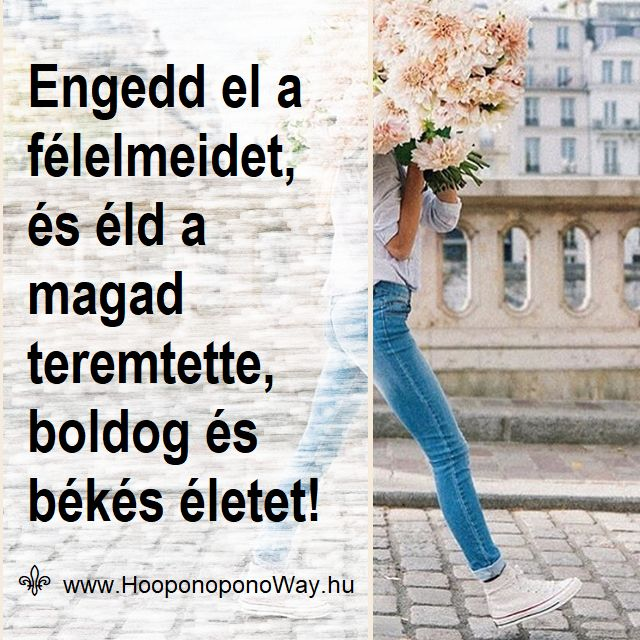 Engedd el a
félelmeidet,
és éld a
magad
teremtette,
boldog és
békés életet!
www.HooponoponoWay.hu